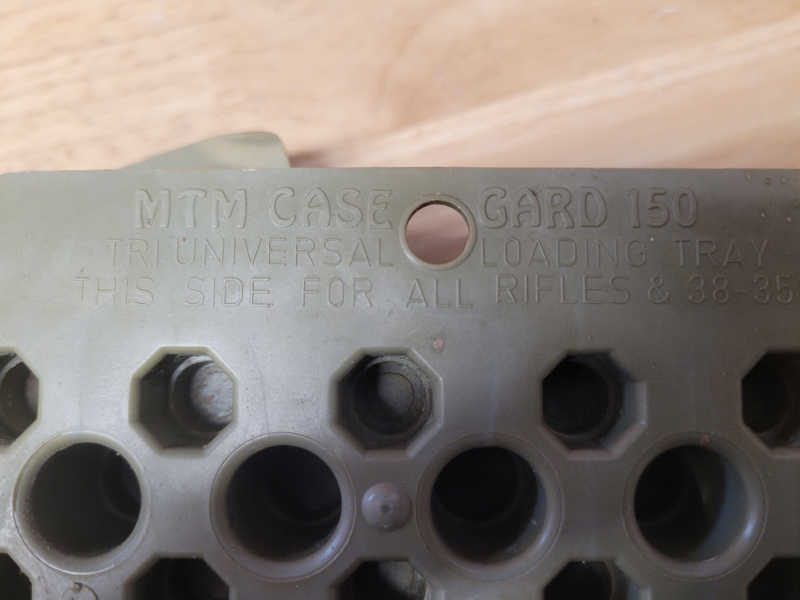 MTM CASE GARD 150
TRI-UNIVERSAL LOADING TRAY
THIS SIDE FOR ALL RIFLES & 38-35